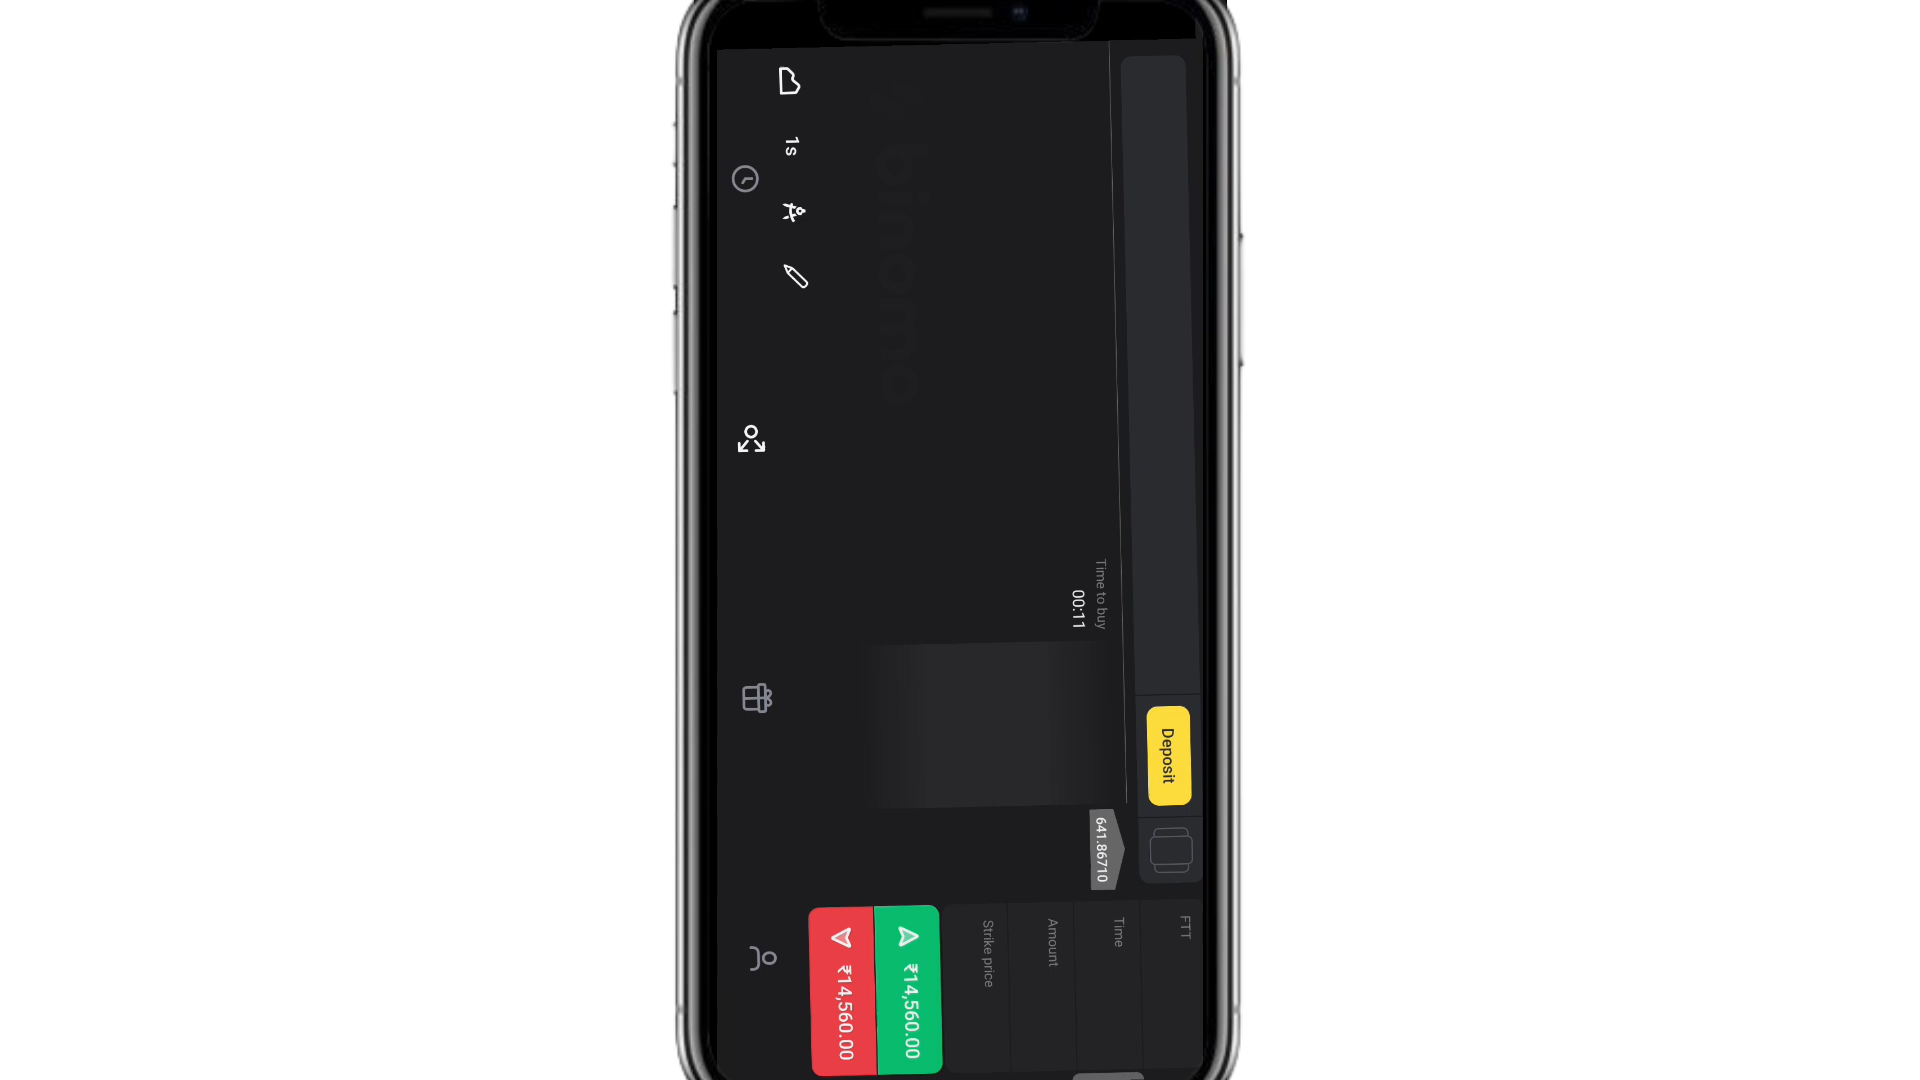 Deposit
FTT
Time
Amount
Strike price
₹14,560.00
₹14,560.00
641.86710
Time to buy
00:11
binomo
1s